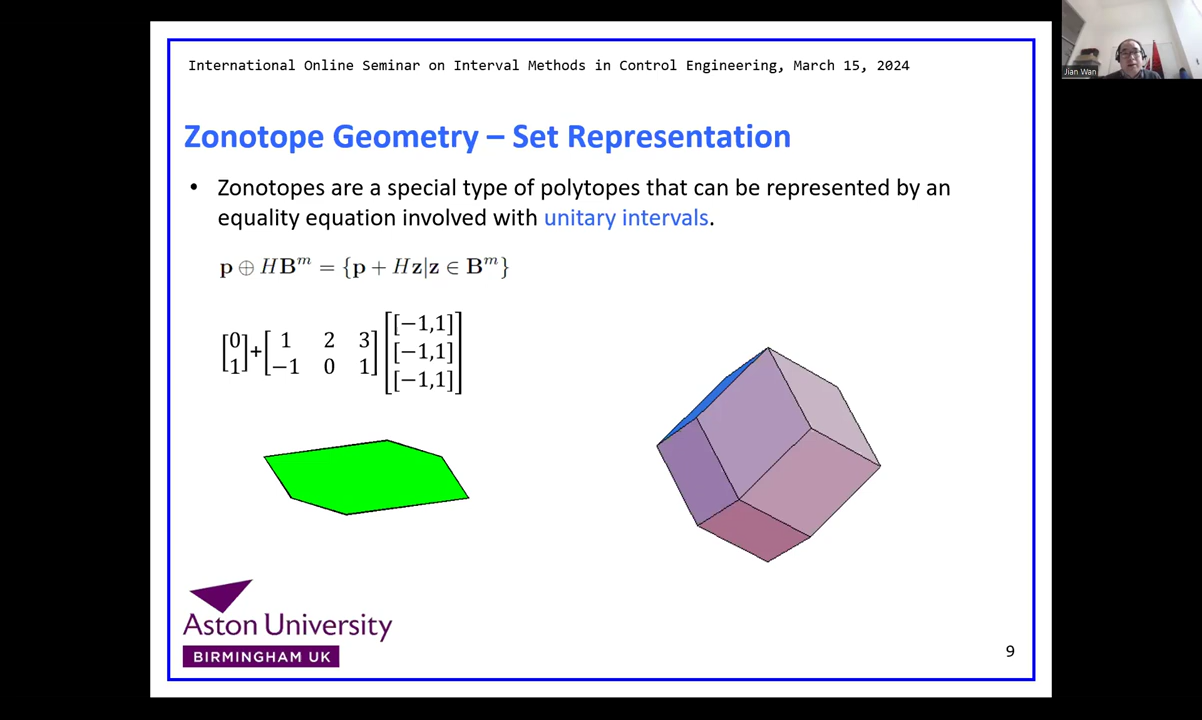 International Online Seminar on Interval Methods in Control Engineering, March 15, 2024
Jian Wan
Zonotope Geometry – Set Representation
• Zonotopes are a special type of polytopes that can be represented by an
equality equation involved with unitary intervals.
p ⊕ HBᵐ = {p + Hz|z ∈ Bᵐ}
[0 1]+[1 2 3 −1 0 1][[−1,1] [−1,1] [−1,1]]
Aston University
BIRMINGHAM UK
9